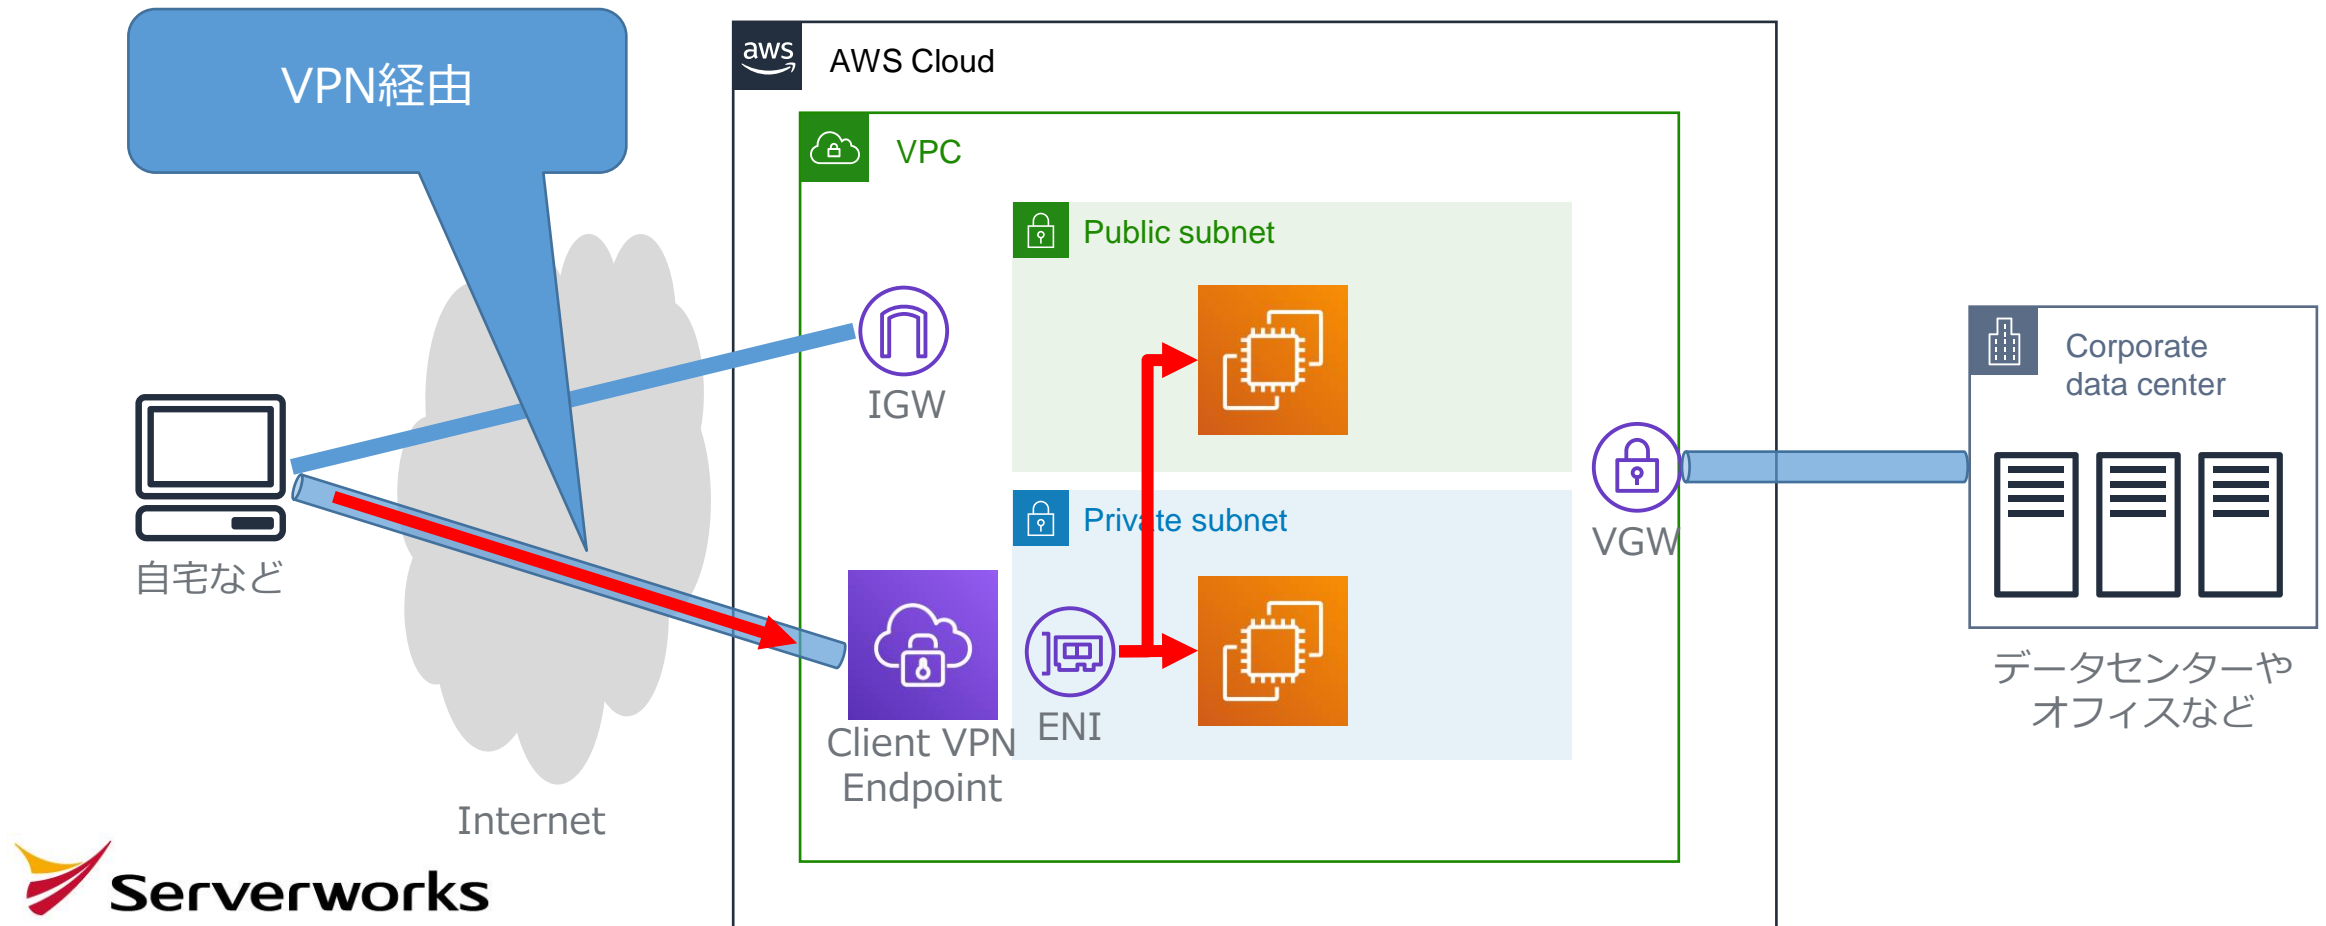 VPN経由
aws
AWS Cloud
VPC
Public subnet
IGW
Corporate
data center
Private subnet
VGW
自宅など
ENI
Client VPN
Endpoint
データセンターや
オフィスなど
Internet
Serverworks